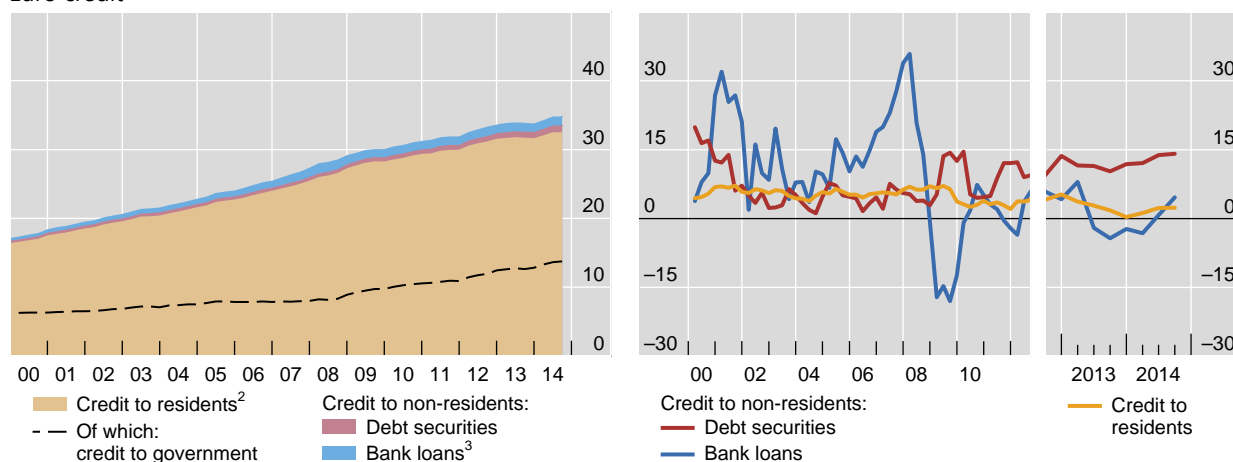 Euro credit
40
30
20
10
0
00 01 02 03 04 05 06 07 08 09 10 11 12 13 14
Credit to residents2
Of which:
credit to government
Credit to non-residents:
Debt securities
Bank loans3
30
15
0
–15
–30
00 02 04 06 08 10
30
15
0
–15
–30
2013 2014
Credit to non-residents:
Debt securities
Bank loans
Credit to
residents